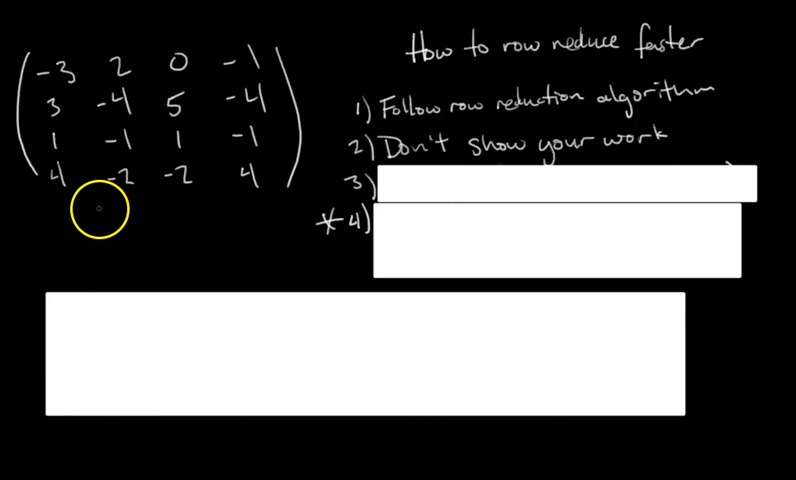 How to row reduce faster
-3 2 0 -1
3 -4 5 -4
1 -1 1 -1
4 -2 -2 4
1) Follow row reduction algorithm
2) Don't show your work
3)
*4)